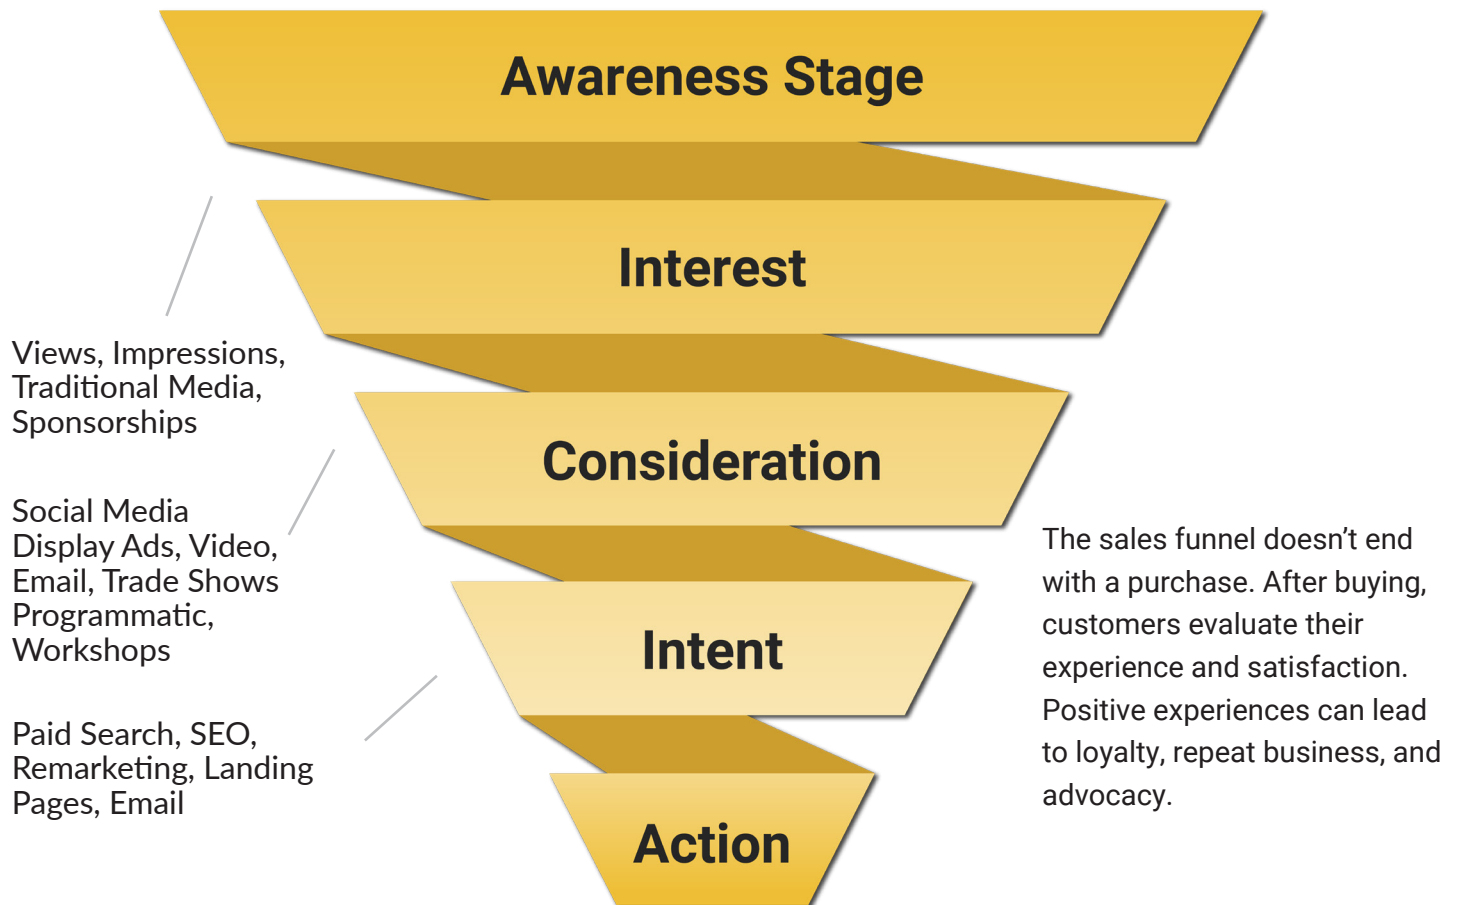 Awareness Stage
Interest
Views, Impressions,
Traditional Media,
Sponsorships
Consideration
Social Media
Display Ads, Video,
Email, Trade Shows
Programmatic,
Workshops
Intent
The sales funnel doesn’t end
with a purchase. After buying,
customers evaluate their
experience and satisfaction.
Positive experiences can lead
to loyalty, repeat business, and
advocacy.
Paid Search, SEO,
Remarketing, Landing
Pages, Email
Action